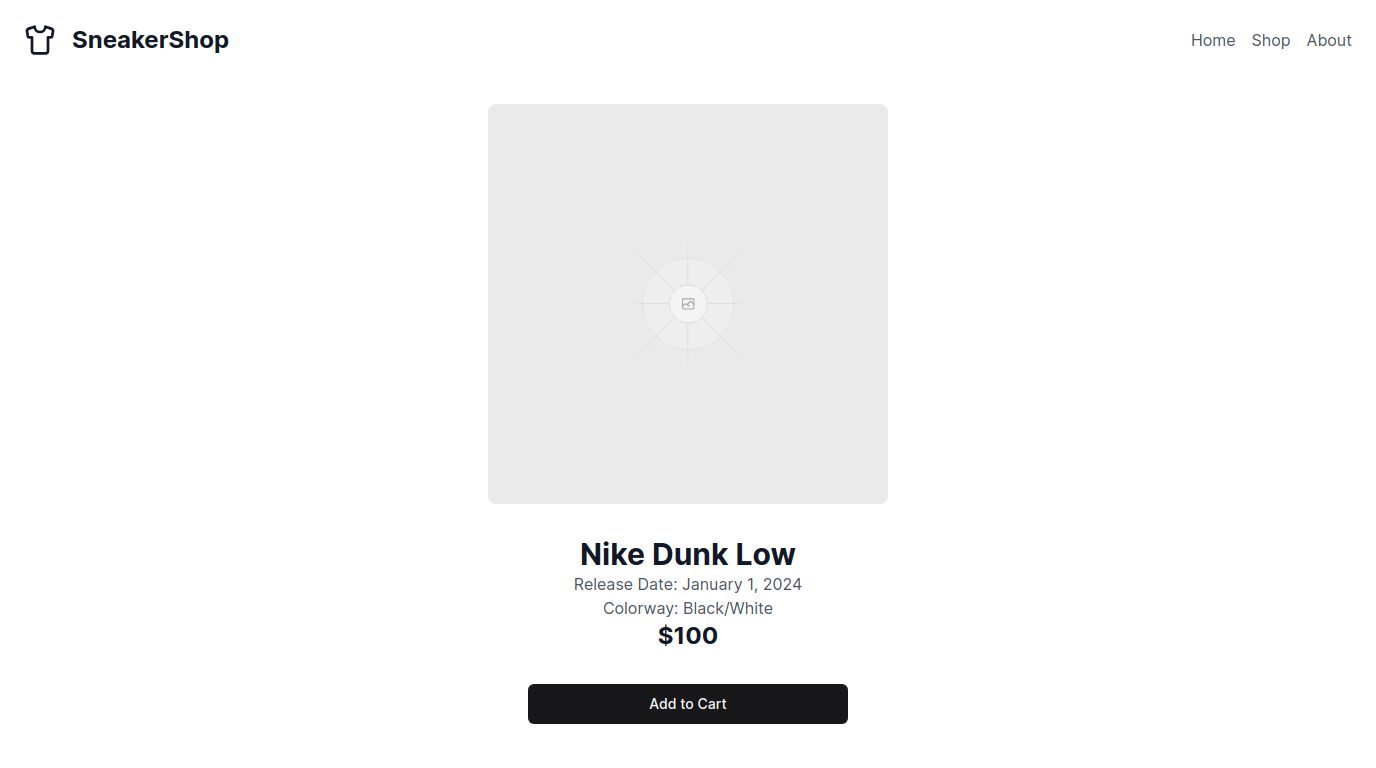 SneakerShop
Home Shop About
Nike Dunk Low
Release Date: January 1, 2024
Colorway: Black/White
$100
Add to Cart